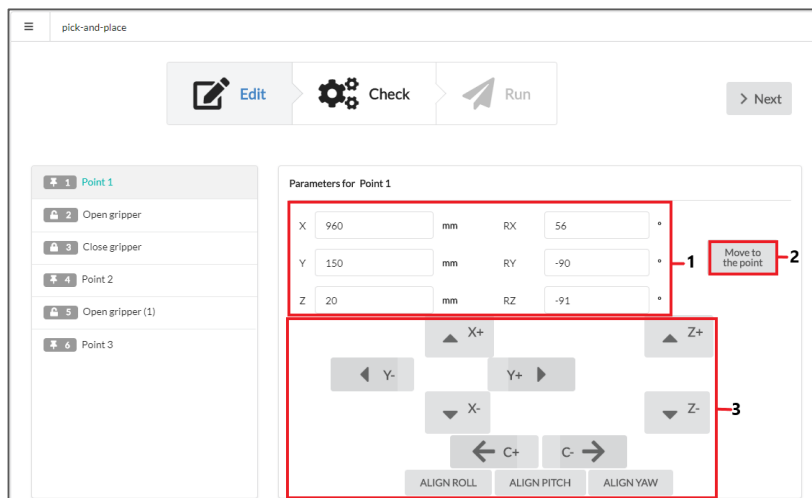 pick-and-place
Edit
Check
Run
Next
1 Point 1
2 Open gripper
3 Close gripper
4 Point 2
5 Open gripper (1)
6 Point 3
Parameters for Point 1
X 960 mm RX 56 °
Y 150 mm RY -90 °
Z 20 mm RZ -91 °
1
Move to
the point
2
X+ Z+
Y- Y+
X- Z-
3
C+ C-
ALIGN ROLL ALIGN PITCH ALIGN YAW